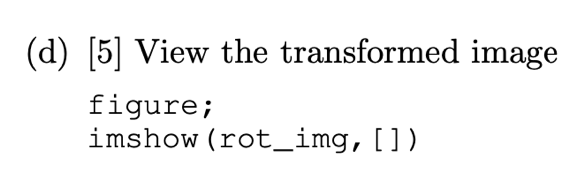 (d) [5] View the transformed image
figure;
imshow(rot_img,[])